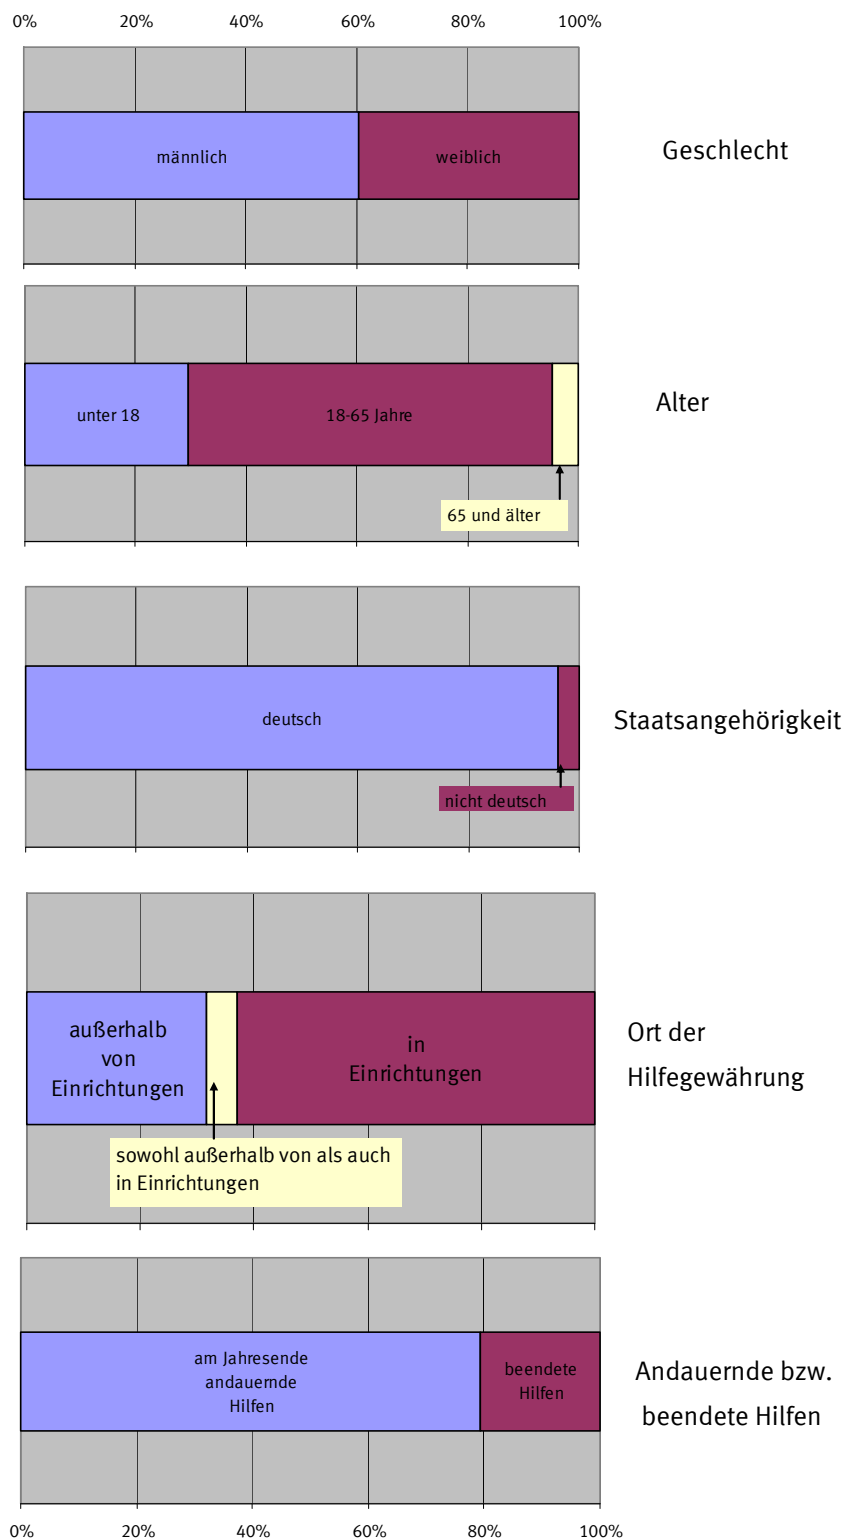 0% 20% 40% 60% 80% 100%
männlich
weiblich
Geschlecht
unter 18
18-65 Jahre
65 und älter
Alter
deutsch
nicht deutsch
Staatsangehörigkeit
außerhalb
von
Einrichtungen
in
Einrichtungen
sowohl außerhalb von als auch
in Einrichtungen
Ort der
Hilfegewährung
am Jahresende
andauernde
Hilfen
beendete
Hilfen
Andauernde bzw.
beendete Hilfen
0% 20% 40% 60% 80% 100%